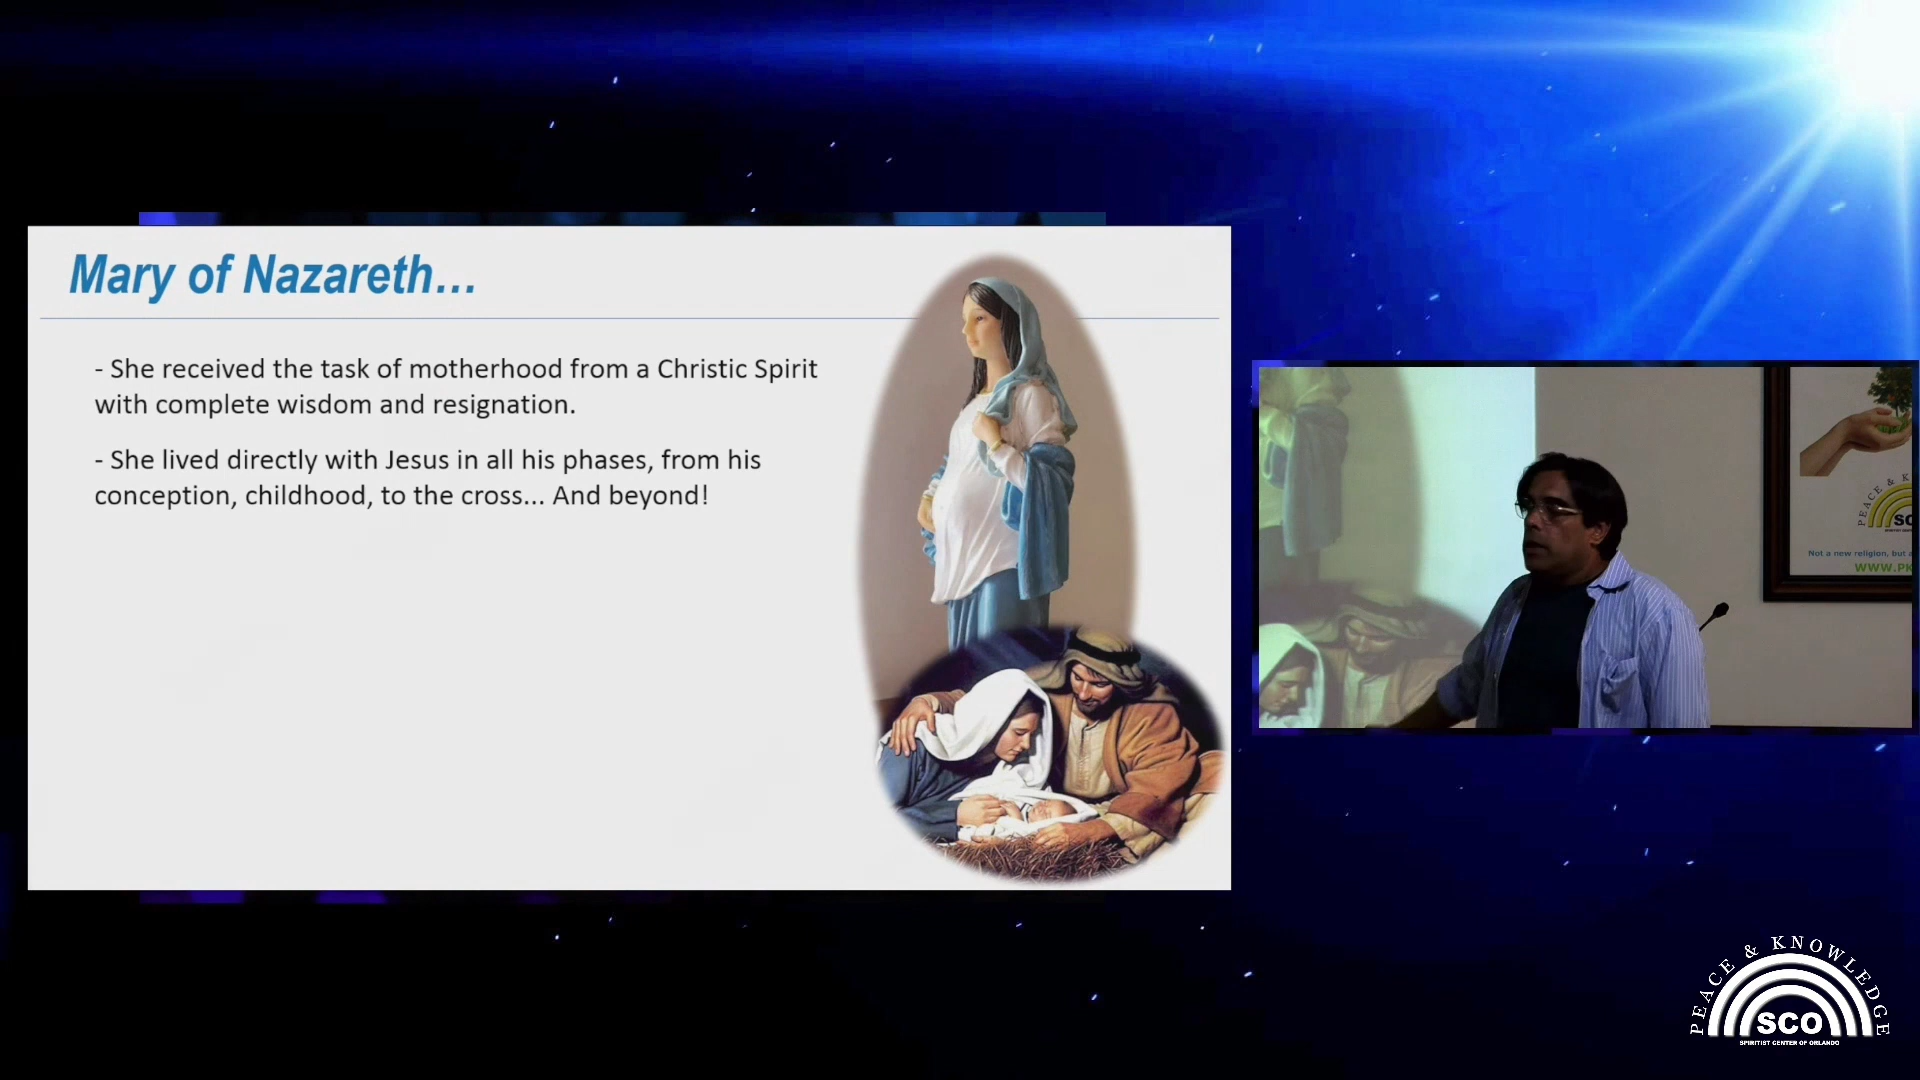 Mary of Nazareth...
- She received the task of motherhood from a Christic Spirit
with complete wisdom and resignation.
- She lived directly with Jesus in all his phases, from his
conception, childhood, to the cross... And beyond!
PEACE & K
SC
Not a new religion, but a
WWW.PK
PEACE & KNOWLEDGE
SCO
SPIRITIST CENTER OF ORLANDO